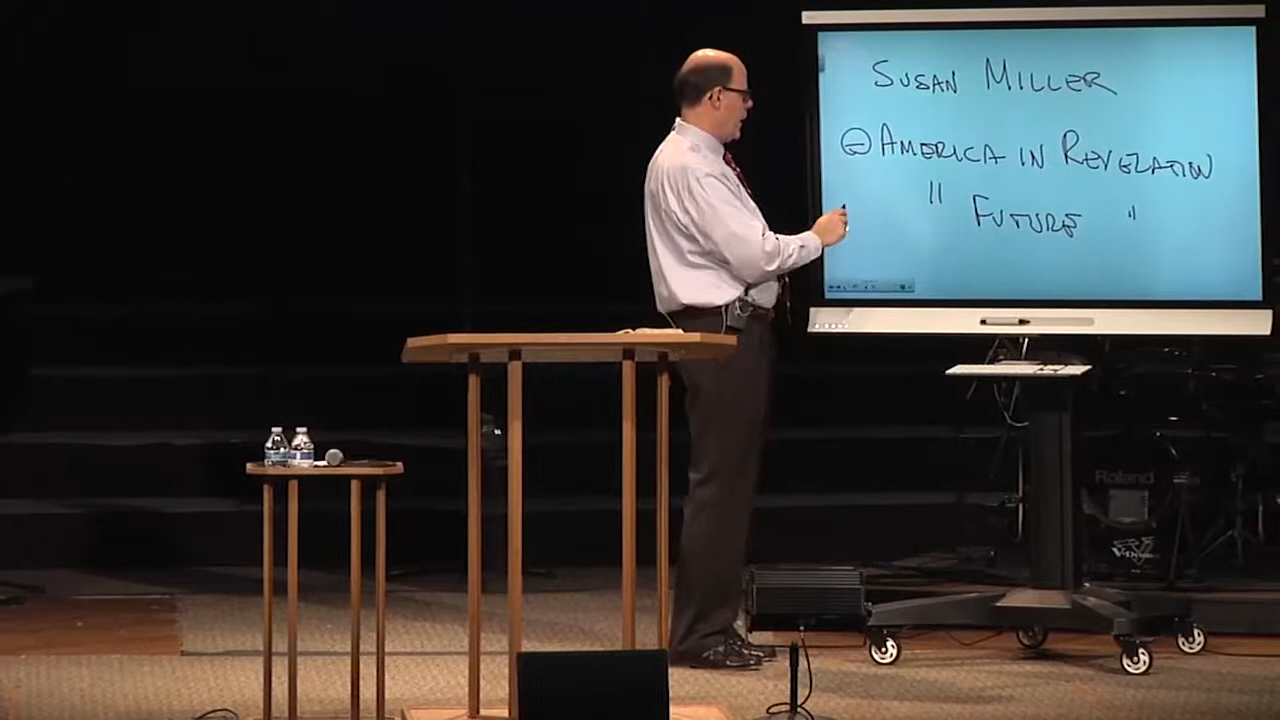 SUSAN MILLER
⊖ AMERICA IN REVELATION
" FUTURE "
Roland